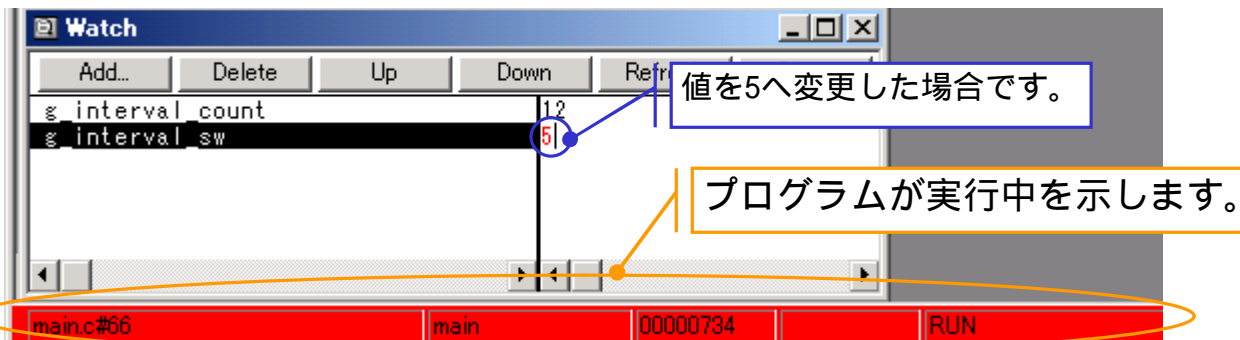 Watch
Add... Delete Up Down
値を5へ変更した場合です。
g_interval_count 12
g_interval_sw 5
プログラムが実行中を示します。
main.c#66 main 00000734 RUN